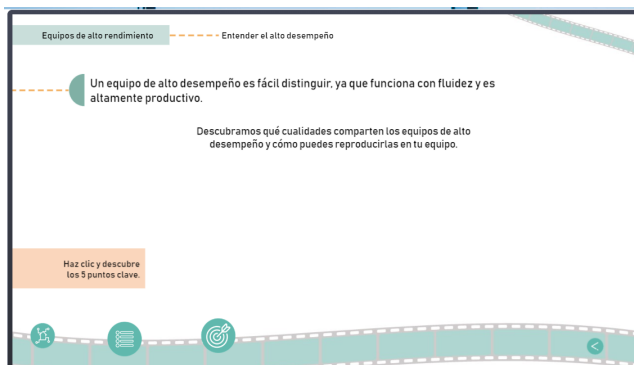 Equipos de alto rendimiento
Entender el alto desempeño
Un equipo de alto desempeño es fácil distinguir, ya que funciona con fluidez y es
altamente productivo.
Descubramos qué cualidades comparten los equipos de alto
desempeño y cómo puedes reproducirlas en tu equipo.
Haz clic y descubre
los 5 puntos clave.